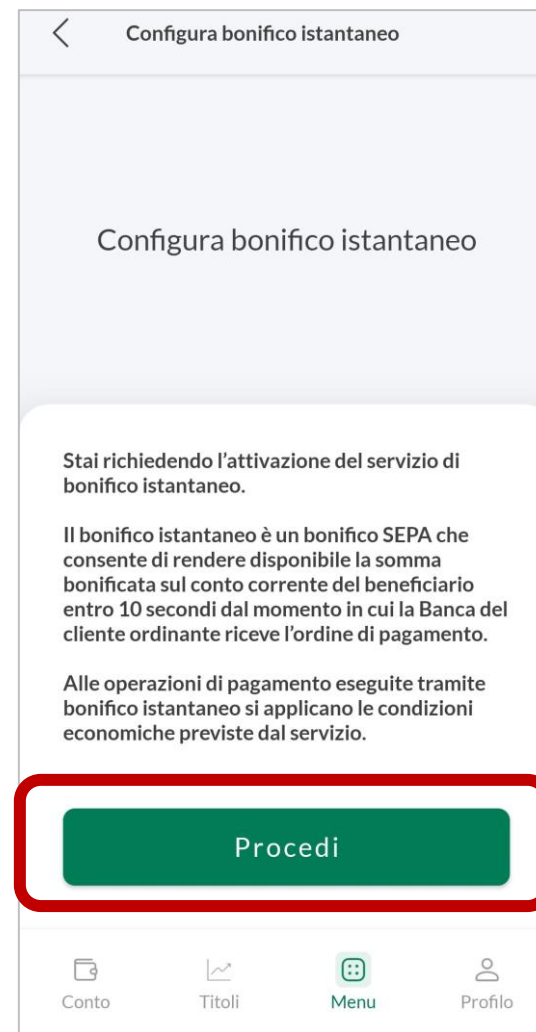 Configura bonifico istantaneo
Configura bonifico istantaneo
Stai richiedendo l’attivazione del servizio di
bonifico istantaneo.
Il bonifico istantaneo è un bonifico SEPA che
consente di rendere disponibile la somma
bonificata sul conto corrente del beneficiario
entro 10 secondi dal momento in cui la Banca del
cliente ordinante riceve l’ordine di pagamento.
Alle operazioni di pagamento eseguite tramite
bonifico istantaneo si applicano le condizioni
economiche previste dal servizio.
Procedi
Conto Titoli Menu Profilo